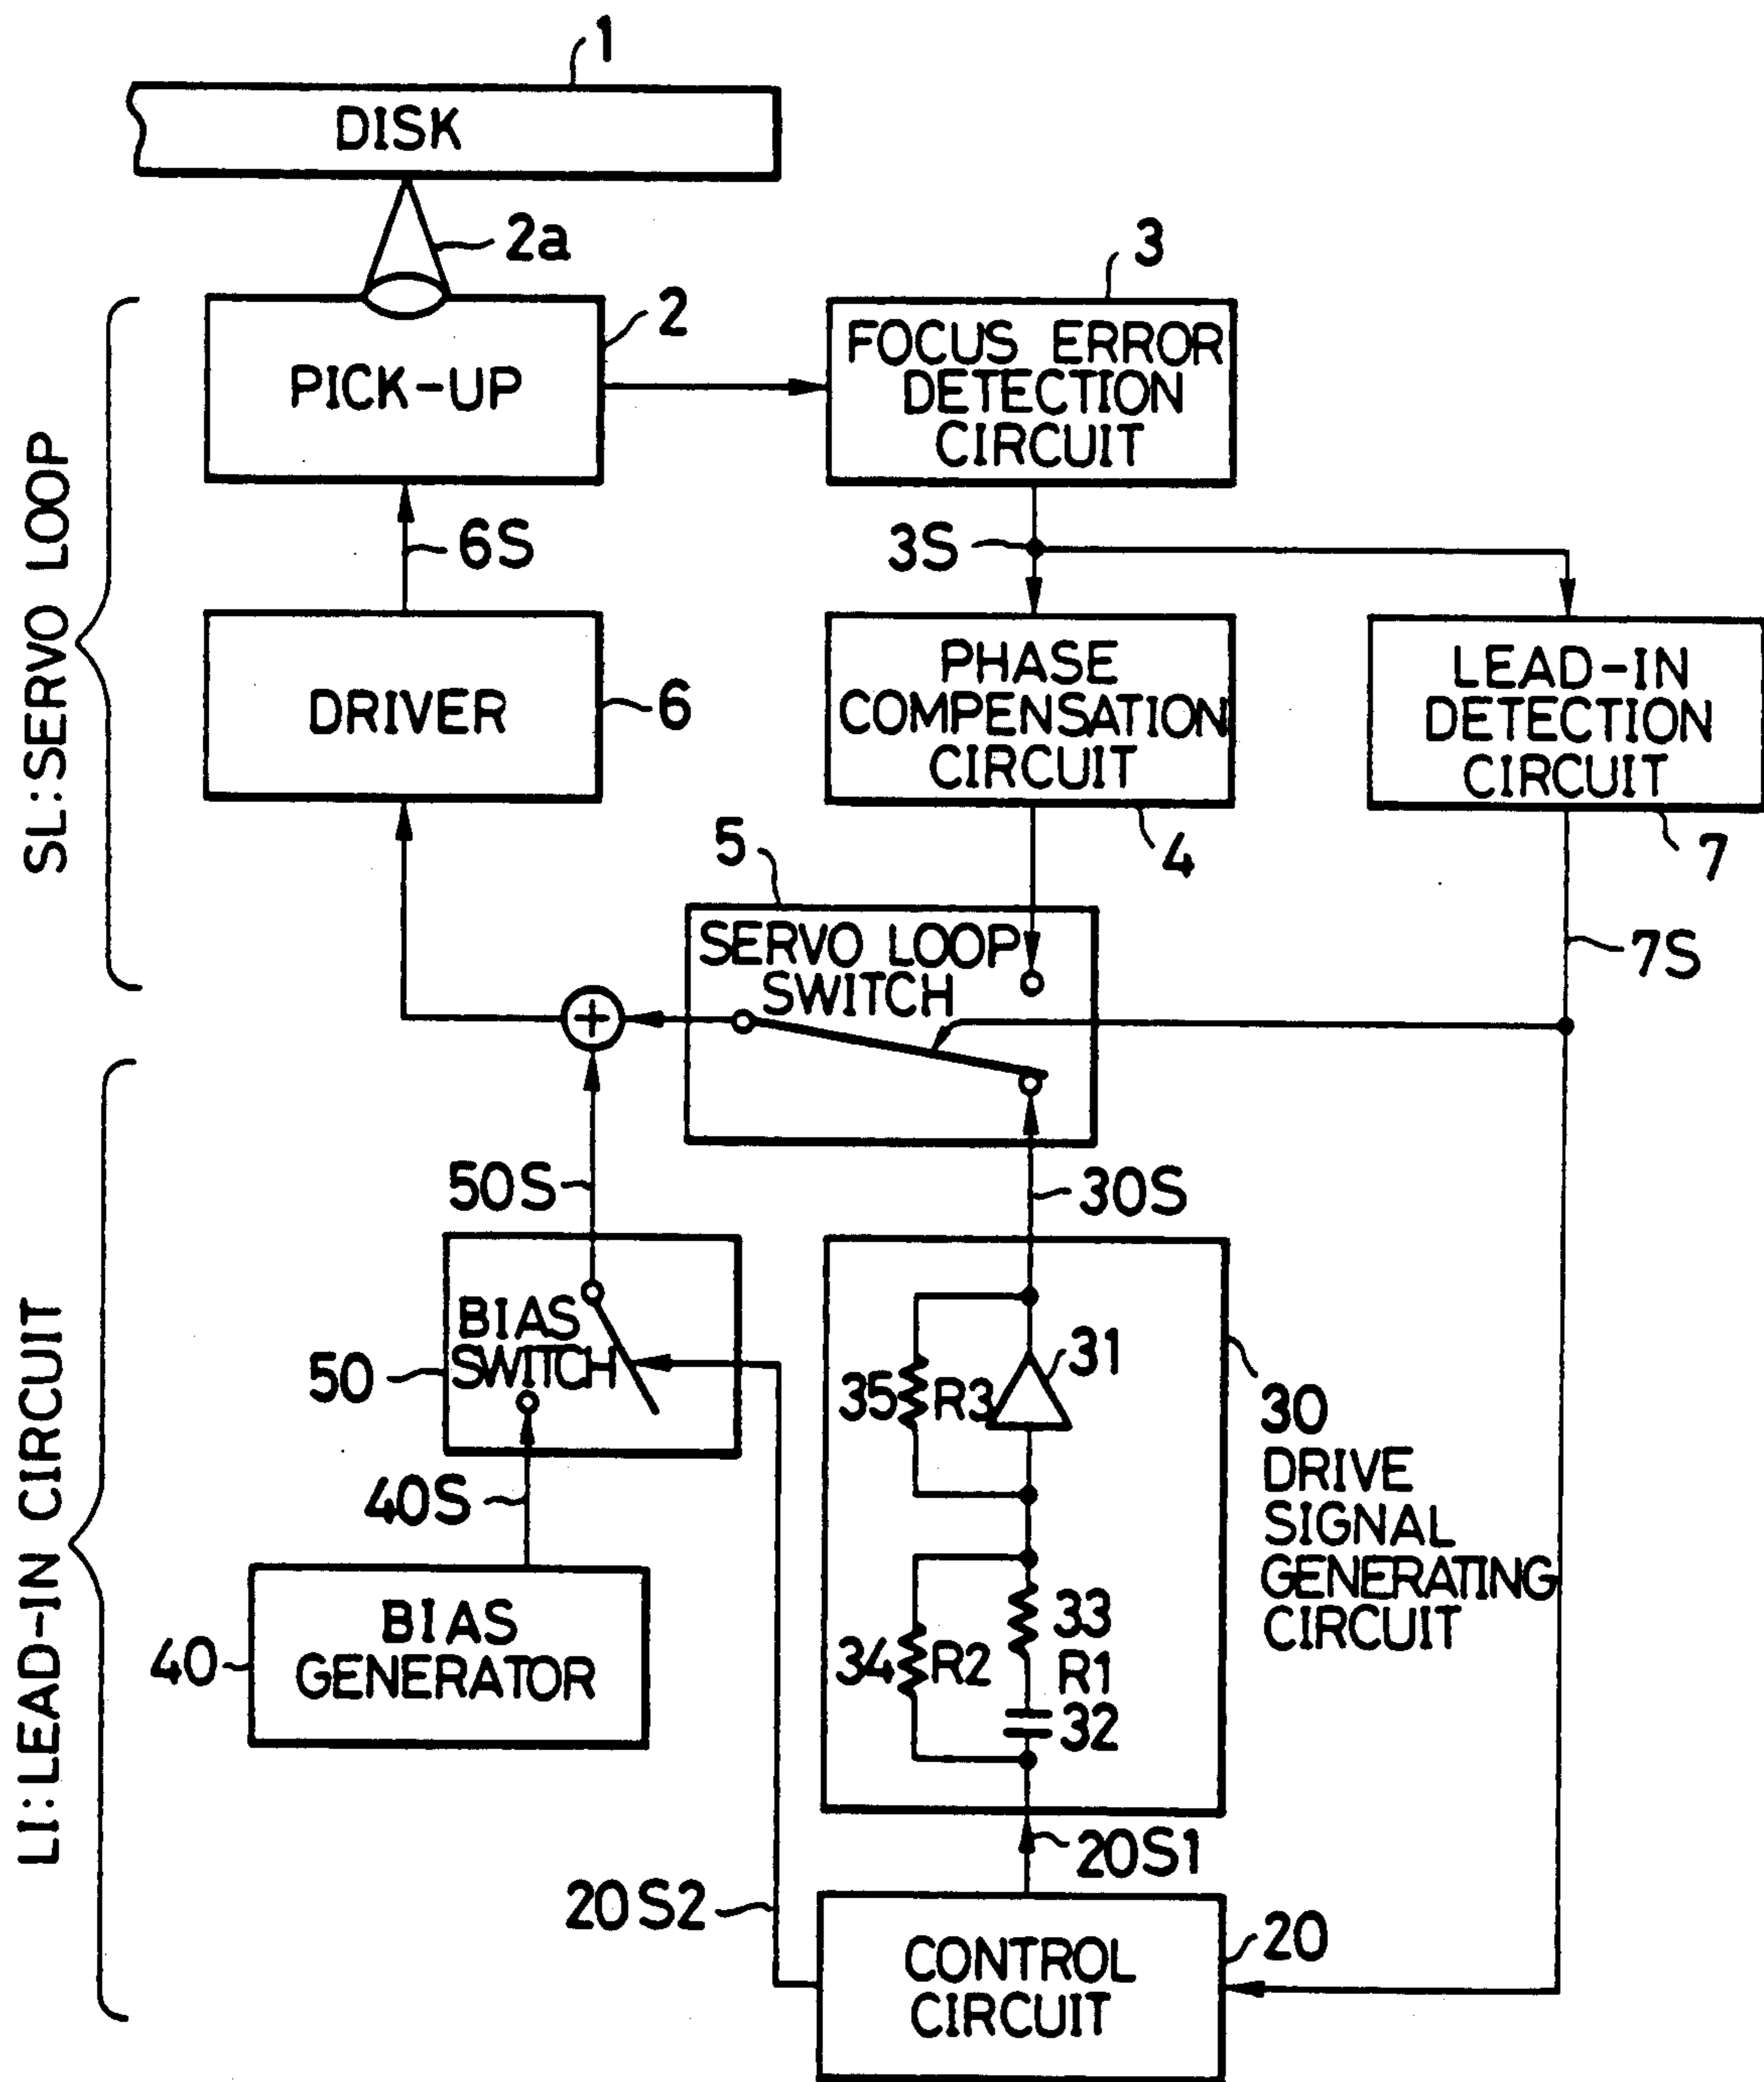 1
DISK
2a
2
PICK-UP
3
FOCUS ERROR
DETECTION
CIRCUIT
SL:SERVO LOOP
6S
3S
DRIVER
6
PHASE
COMPENSATION
CIRCUIT
4
LEAD-IN
DETECTION
CIRCUIT
7
5
SERVO LOOP
SWITCH
7S
+
LI:LEAD-IN CIRCUIT
50S
30S
BIAS
SWITCH
50
40S
BIAS
GENERATOR
40
31
35
R3
30
DRIVE
SIGNAL
GENERATING
CIRCUIT
33
34
R2
R1
32
20S1
20S2
CONTROL
CIRCUIT
20